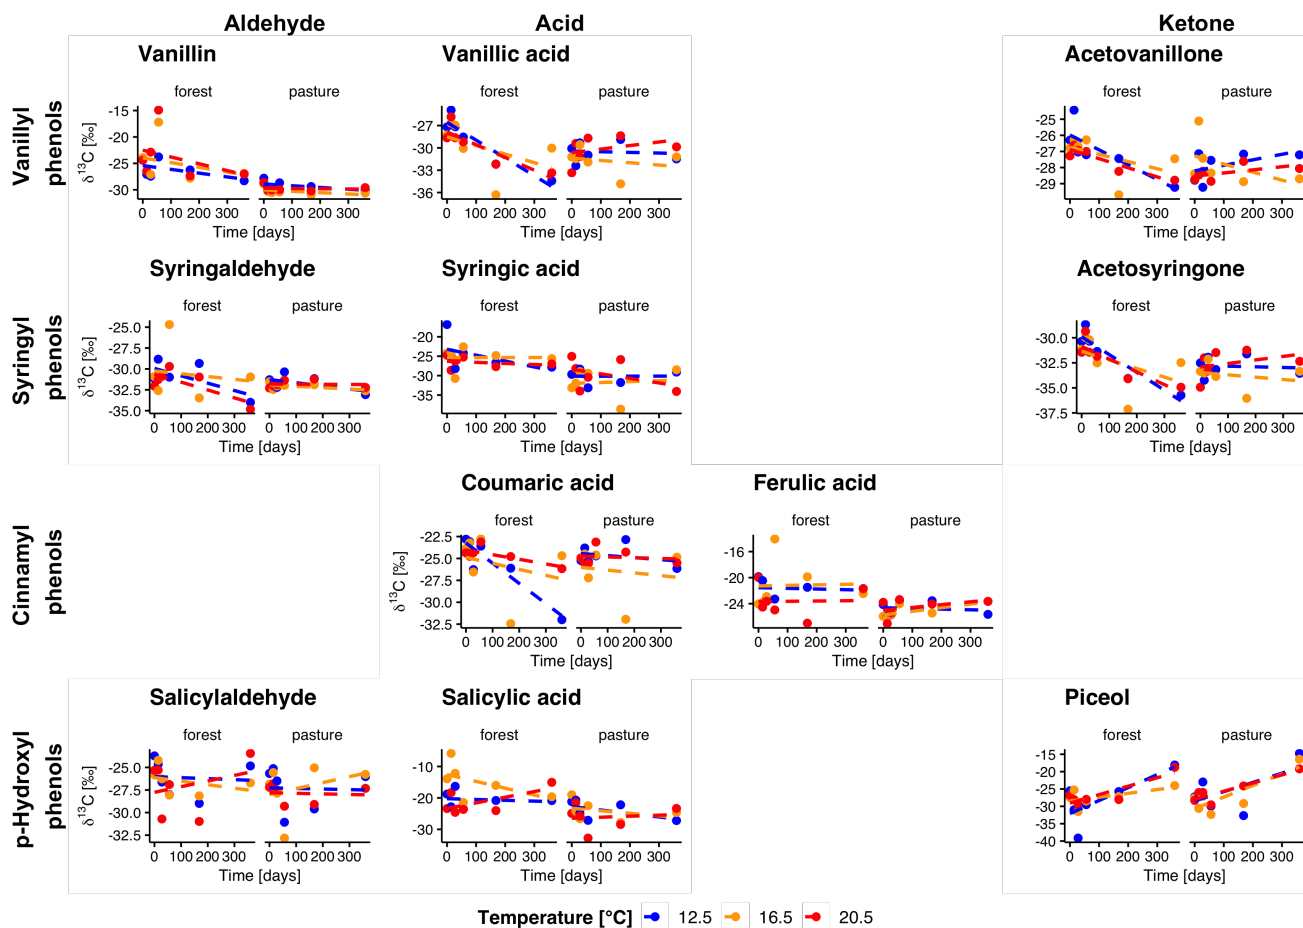 Aldehyde Acid Ketone
Vanillyl phenols
Vanillin
forest pasture
δ13C [‰]
-15
-20
-25
-30
0 100 200 300 0 100 200 300
Time [days]
Vanillic acid
forest pasture
-27
-30
-33
-36
0 100 200 300 0 100 200 300
Time [days]
Acetovanillone
forest pasture
-25
-26
-27
-28
-29
0 100 200 300 0 100 200 300
Time [days]
Syringyl phenols
Syringaldehyde
forest pasture
δ13C [‰]
-25.0
-27.5
-30.0
-32.5
-35.0
0 100 200 300 0 100 200 300
Time [days]
Syringic acid
forest pasture
-20
-25
-30
-35
0 100 200 300 0 100 200 300
Time [days]
Acetosyringone
forest pasture
-30.0
-32.5
-35.0
-37.5
0 100 200 300 0 100 200 300
Time [days]
Cinnamyl phenols
Coumaric acid
forest pasture
δ13C [‰]
-22.5
-25.0
-27.5
-30.0
-32.5
0 100 200 300 0 100 200 300
Time [days]
Ferulic acid
forest pasture
-16
-20
-24
0 100 200 300 0 100 200 300
Time [days]
p-Hydroxyl phenols
Salicylaldehyde
forest pasture
δ13C [‰]
-25.0
-27.5
-30.0
-32.5
0 100 200 300 0 100 200 300
Time [days]
Salicylic acid
forest pasture
-10
-20
-30
0 100 200 300 0 100 200 300
Time [days]
Piceol
forest pasture
-15
-20
-25
-30
-35
-40
0 100 200 300 0 100 200 300
Time [days]
Temperature [°C] 12.5 16.5 20.5